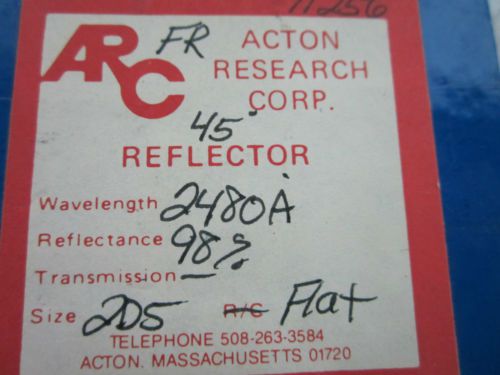 11256
ARC FR ACTON
RESEARCH
CORP.
45°
REFLECTOR
Wavelength 2480Å
Reflectance 98%
Transmission —
Size 2D5 R/C Flat
TELEPHONE 508-263-3584
ACTON, MASSACHUSETTS 01720